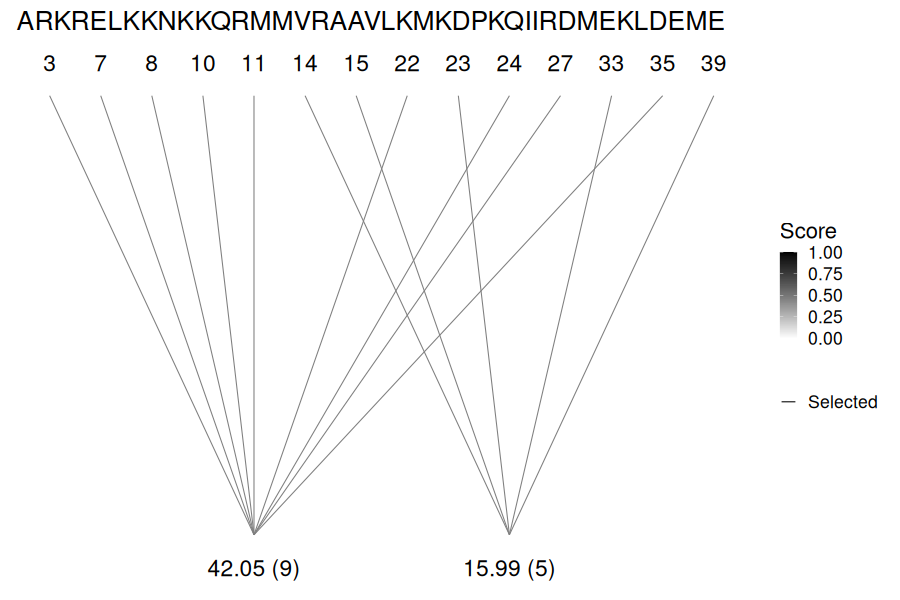 ARKRELKKNKKQRMMVRAAVLKMKDPKQIIRDMEKLDEME
3 7 8 10 11 14 15 22 23 24 27 33 35 39
Score
1.00
0.75
0.50
0.25
0.00
Selected
42.05 (9) 15.99 (5)